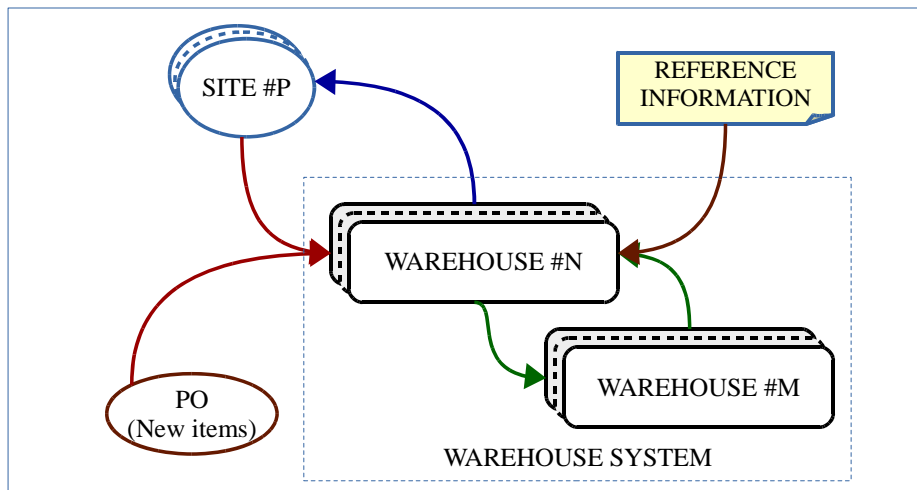 SITE #P
REFERENCE
INFORMATION
WAREHOUSE #N
WAREHOUSE #M
PO
(New items)
WAREHOUSE SYSTEM